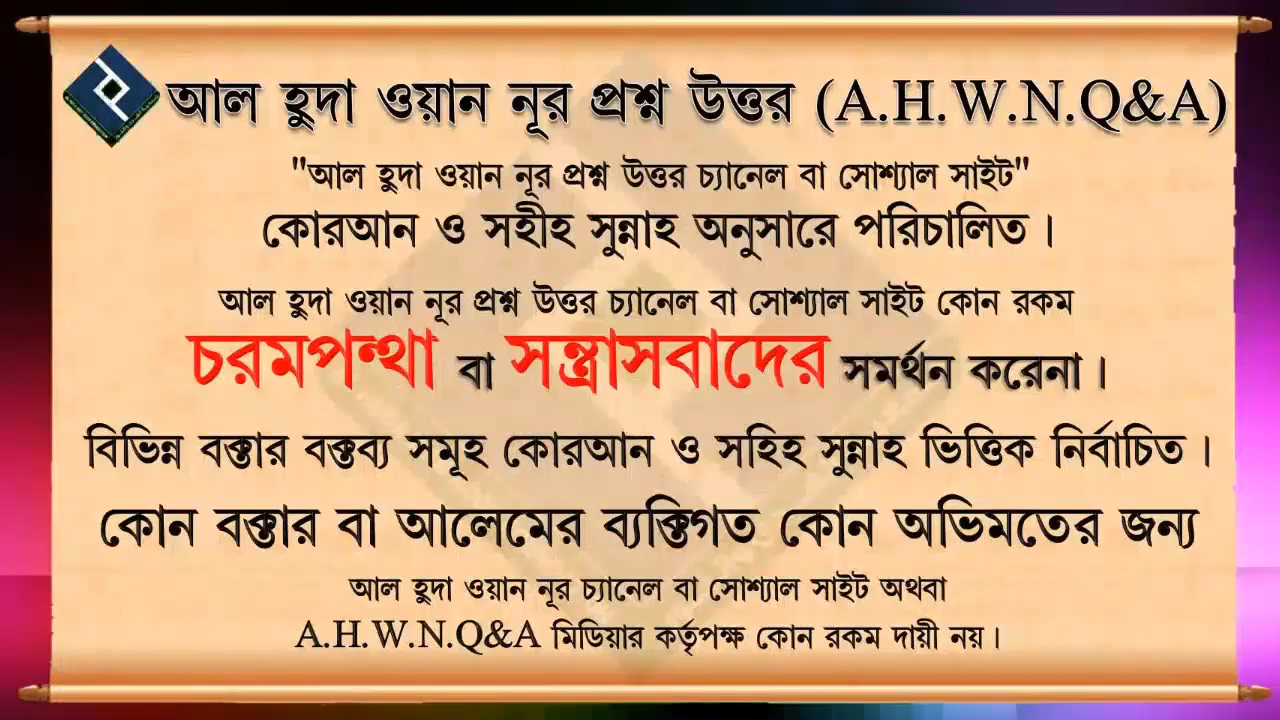 আল হুদা ওয়ান নূর প্রশ্ন উত্তর (A.H.W.N.Q&A)
"আল হুদা ওয়ান নূর প্রশ্ন উত্তর চ্যানেল বা সোশ্যাল সাইট"
কোরআন ও সহীহ সুন্নাহ অনুসারে পরিচালিত।
আল হুদা ওয়ান নূর প্রশ্ন উত্তর চ্যানেল বা সোশ্যাল সাইট কোন রকম
চরমপন্থা বা সন্ত্রাসবাদের সমর্থন করেনা।
বিভিন্ন বক্তার বক্তব্য সমূহ কোরআন ও সহিহ সুন্নাহ ভিত্তিক নির্বাচিত।
কোন বক্তার বা আলেমের ব্যক্তিগত কোন অভিমতের জন্য
আল হুদা ওয়ান নূর চ্যানেল বা সোশ্যাল সাইট অথবা
A.H.W.N.Q&A মিডিয়ার কর্তৃপক্ষ কোন রকম দায়ী নয়।